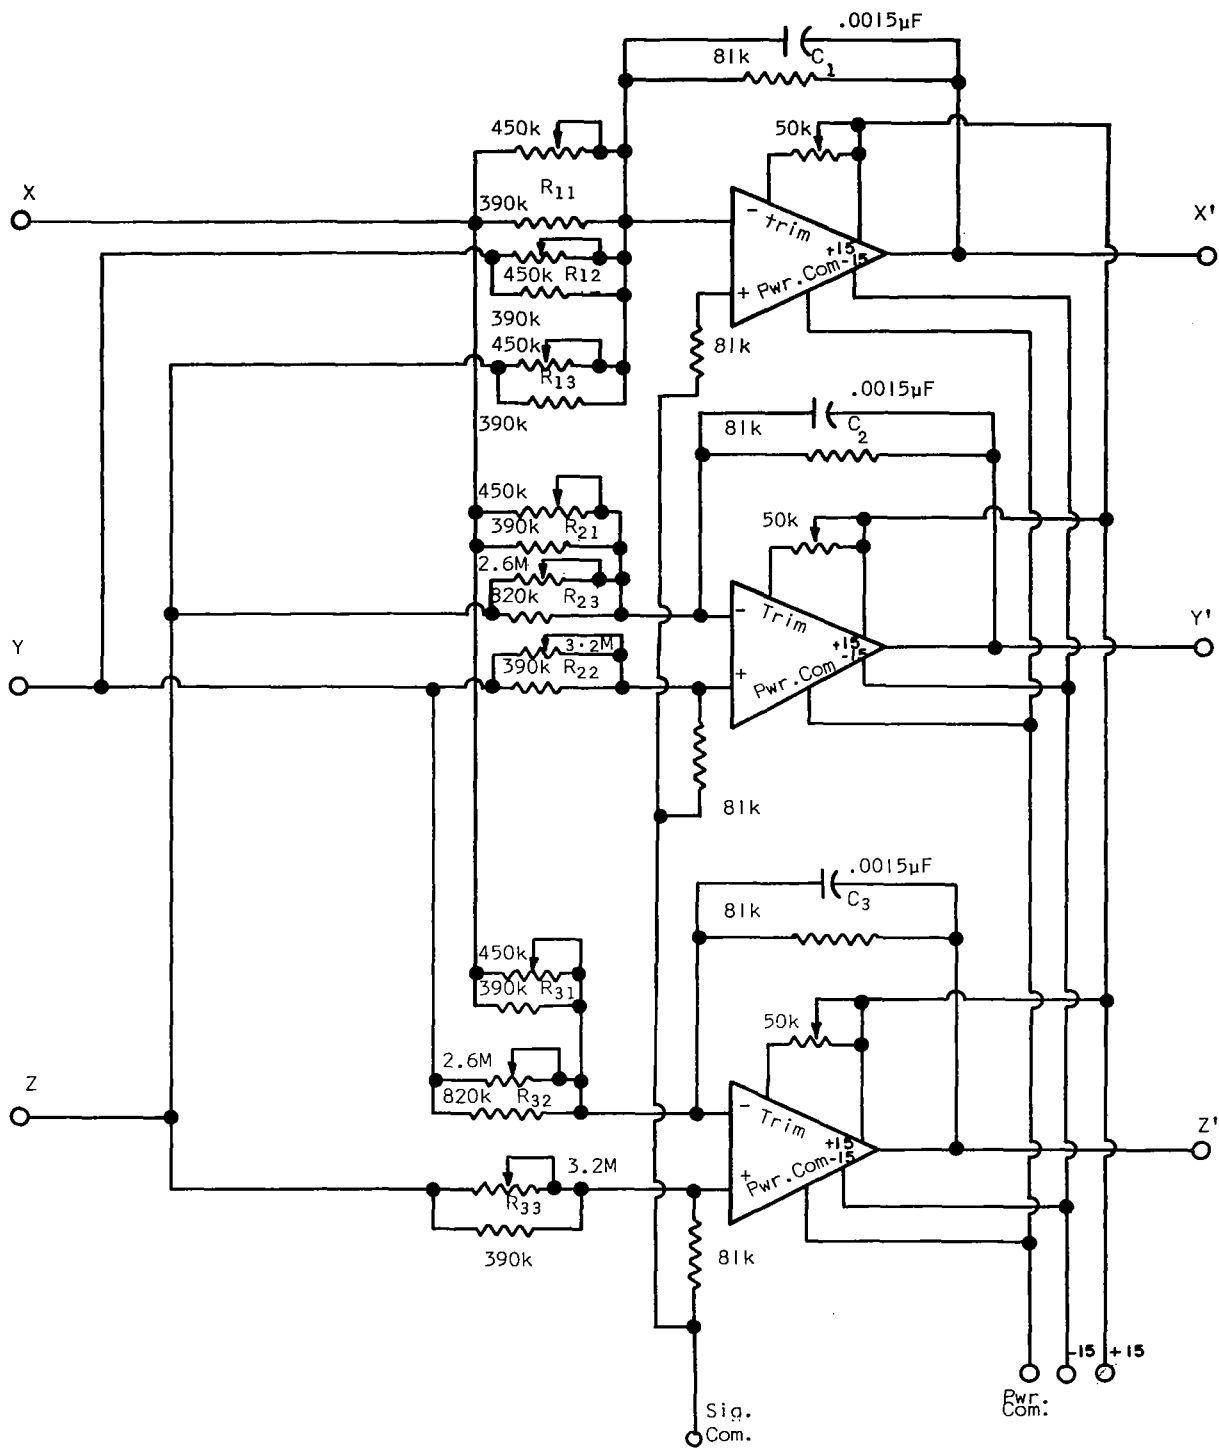 .0015µF
81k
C1
450k
50k
X
R11
390k
X'
- trim
+15
-15
Pwr.Com
+
R12
450k
390k
81k
450k
R13
390k
.0015µF
81k
C2
450k
50k
390k
R21
2.6M
820k
R23
- Trim
Y'
Y
3.2M
390k
R22
+15
-15
Pwr.Com
+
81k
.0015µF
81k
C3
450k
390k
R31
50k
2.6M
Z
820k
R32
- Trim
Z'
+15
-15
Pwr.Com
+
3.2M
R33
390k
81k
-15
+15
Pwr.
Com.
Sig.
Com.